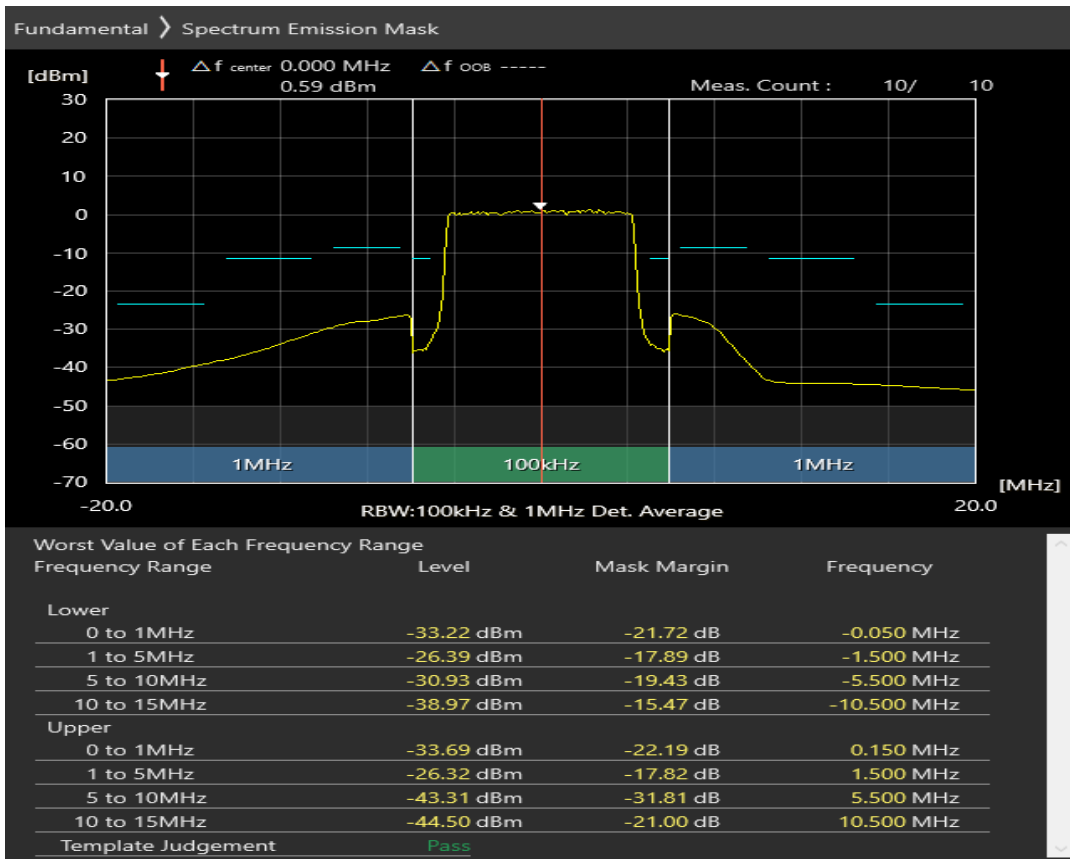 Fundamental ❯ Spectrum Emission Mask
[dBm] △f center 0.000 MHz △f OOB -----
0.59 dBm Meas. Count : 10/ 10
30
20
10
0
-10
-20
-30
-40
-50
-60
1MHz 100kHz 1MHz
-70 [MHz]
-20.0 RBW:100kHz & 1MHz Det. Average 20.0
Worst Value of Each Frequency Range
Frequency Range Level Mask Margin Frequency
Lower
0 to 1MHz -33.22 dBm -21.72 dB -0.050 MHz
1 to 5MHz -26.39 dBm -17.89 dB -1.500 MHz
5 to 10MHz -30.93 dBm -19.43 dB -5.500 MHz
10 to 15MHz -38.97 dBm -15.47 dB -10.500 MHz
Upper
0 to 1MHz -33.69 dBm -22.19 dB 0.150 MHz
1 to 5MHz -26.32 dBm -17.82 dB 1.500 MHz
5 to 10MHz -43.31 dBm -31.81 dB 5.500 MHz
10 to 15MHz -44.50 dBm -21.00 dB 10.500 MHz
Template Judgement Pass